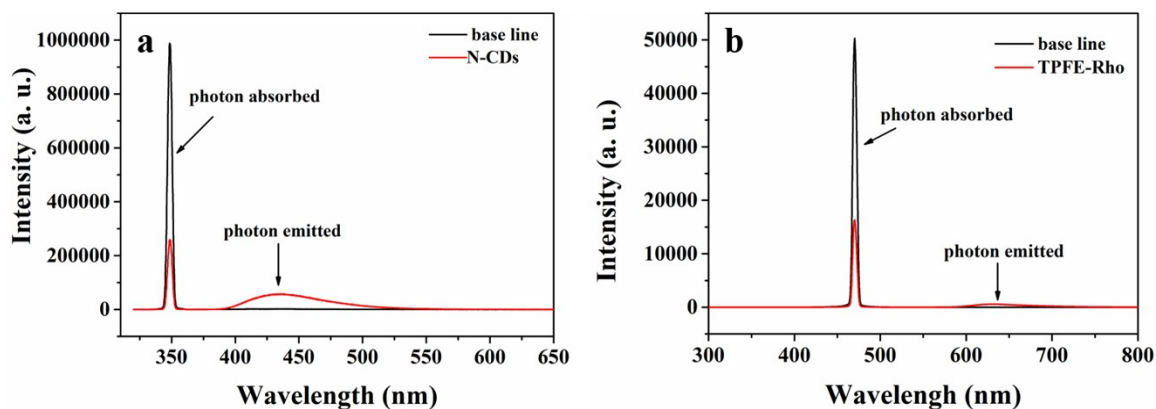 a
base line
N-CDs
photon absorbed
photon emitted
Intensity (a. u.)
1000000
800000
600000
400000
200000
0
350
400
450
500
550
600
650
Wavelength (nm)
b
base line
TPFE-Rho
photon absorbed
photon emitted
Intensity (a. u.)
50000
40000
30000
20000
10000
0
300
400
500
600
700
800
Wavelengh (nm)